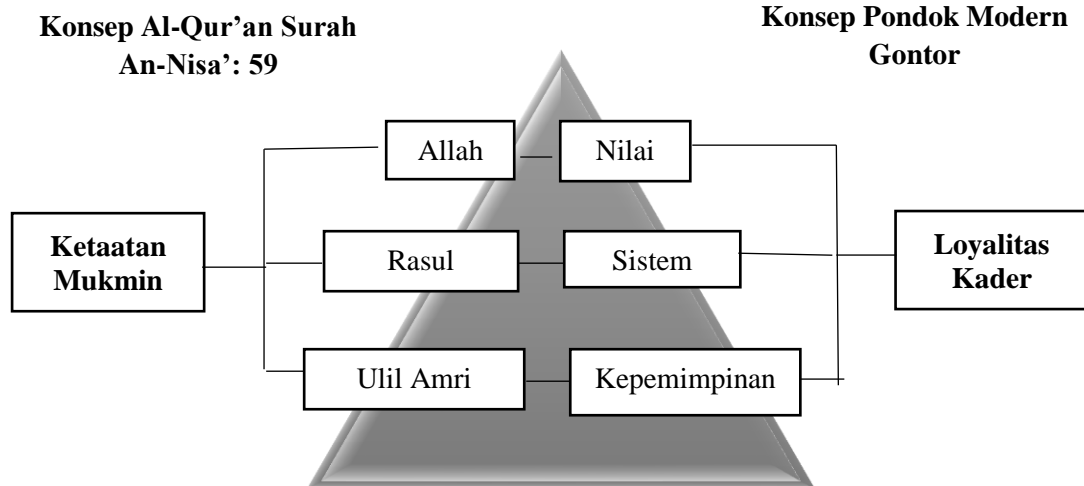 Konsep Al-Qur’an Surah
An-Nisa’: 59
Konsep Pondok Modern
Gontor
Allah
Nilai
Ketaatan
Mukmin
Rasul
Sistem
Loyalitas
Kader
Ulil Amri
Kepemimpinan